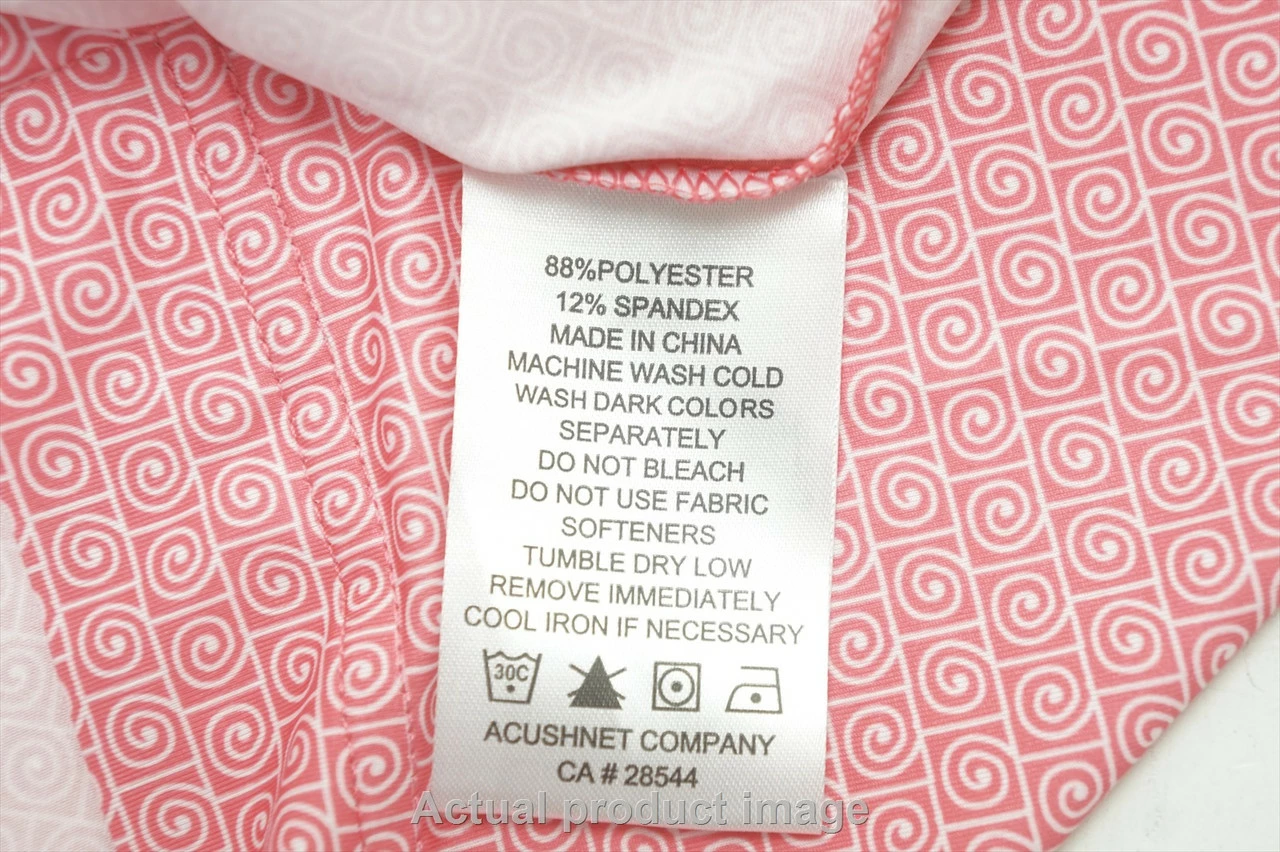 88%POLYESTER
12% SPANDEX
MADE IN CHINA
MACHINE WASH COLD
WASH DARK COLORS
SEPARATELY
DO NOT BLEACH
DO NOT USE FABRIC
SOFTENERS
TUMBLE DRY LOW
REMOVE IMMEDIATELY
COOL IRON IF NECESSARY
30C
ACUSHNET COMPANY
CA # 28544
Actual product image